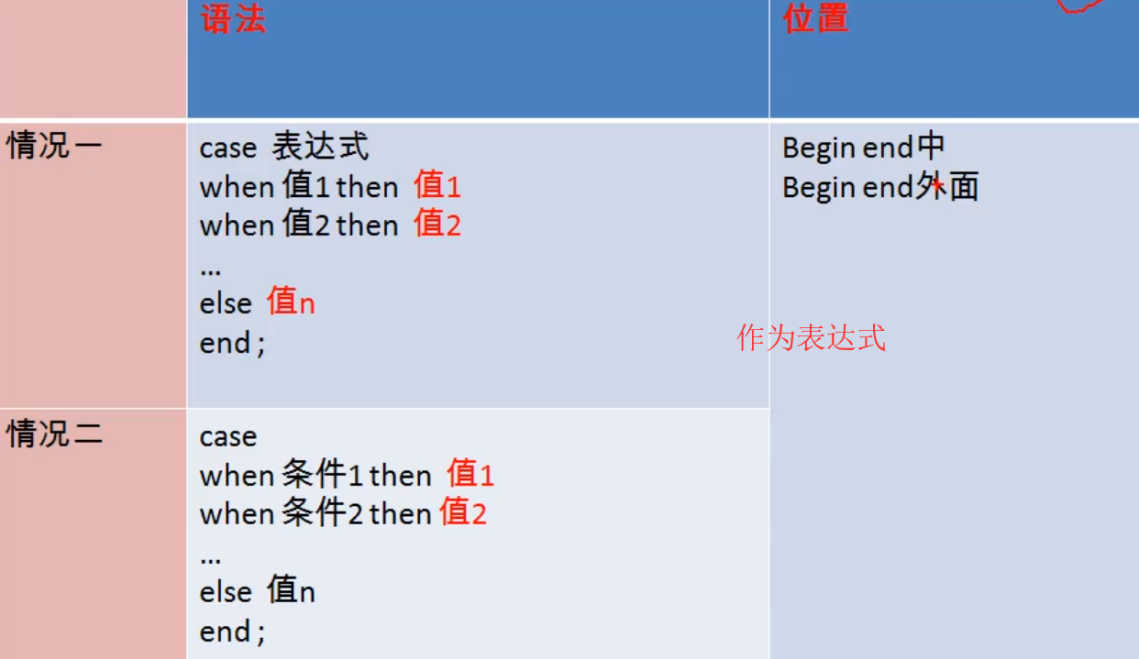 语法
位置
情况一
case 表达式
when 值1 then 值1
when 值2 then 值2
...
else 值n
end ;
Begin end中
Begin end外面
作为表达式
情况二
case
when 条件1 then 值1
when 条件2 then 值2
...
else 值n
end ;